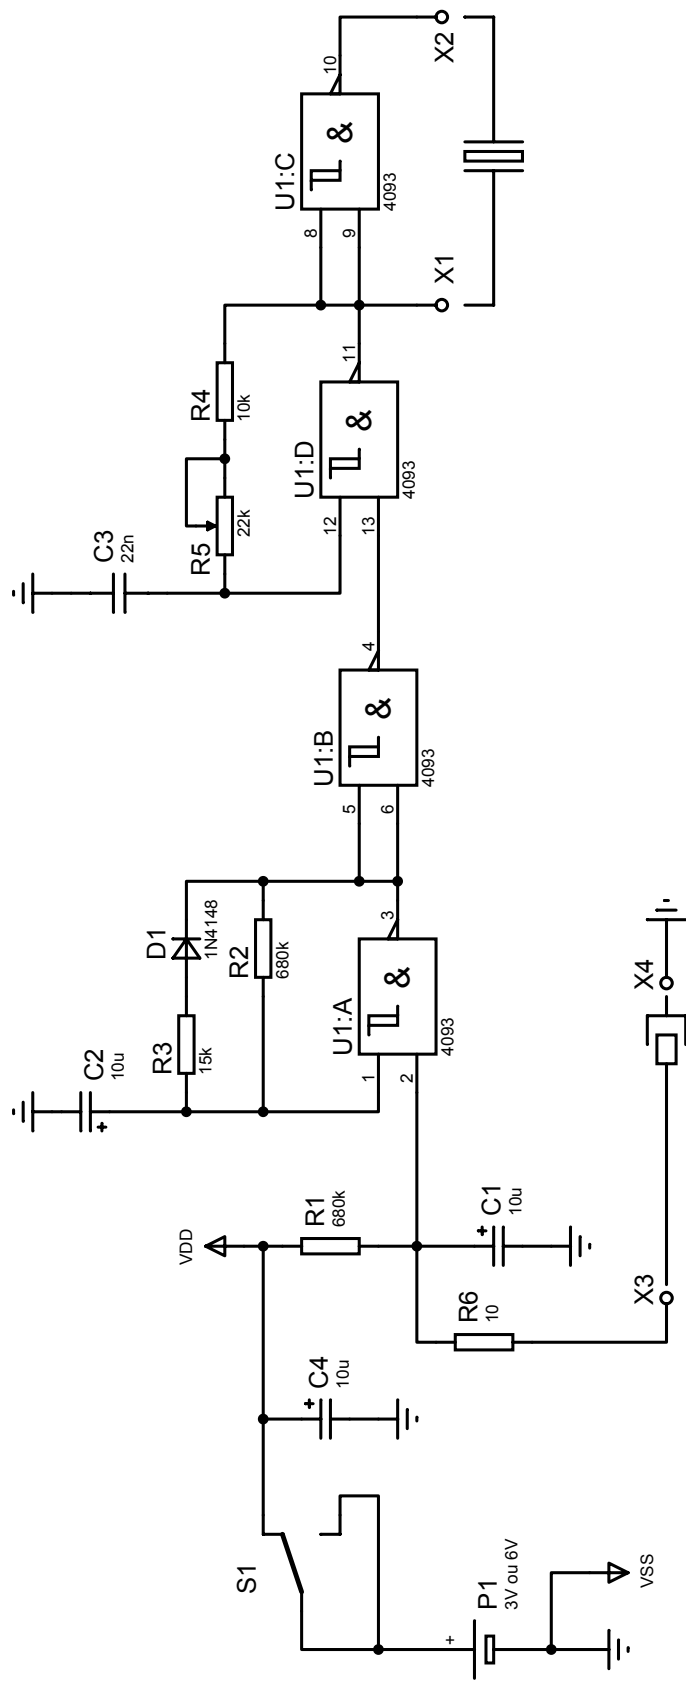 S1
P1
3V ou 6V
+
VSS
C4
10u
+
VDD
R1
680k
C1
10u
+
R6
10
X3
X4
C2
10u
+
R3
15k
D1
1N4148
R2
680k
U1:A
1
2
3
&
4093
U1:B
5
6
4
&
4093
C3
22n
R5
22k
R4
10k
U1:D
12
13
11
&
4093
U1:C
8
9
10
&
4093
X1
X2